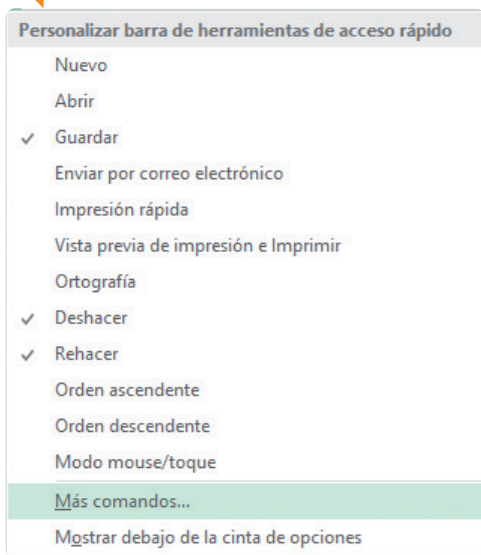 Personalizar barra de herramientas de acceso rápido
Nuevo
Abrir
Guardar
Enviar por correo electrónico
Impresión rápida
Vista previa de impresión e Imprimir
Ortografía
Deshacer
Rehacer
Orden ascendente
Orden descendente
Modo mouse/toque
Más comandos...
Mostrar debajo de la cinta de opciones